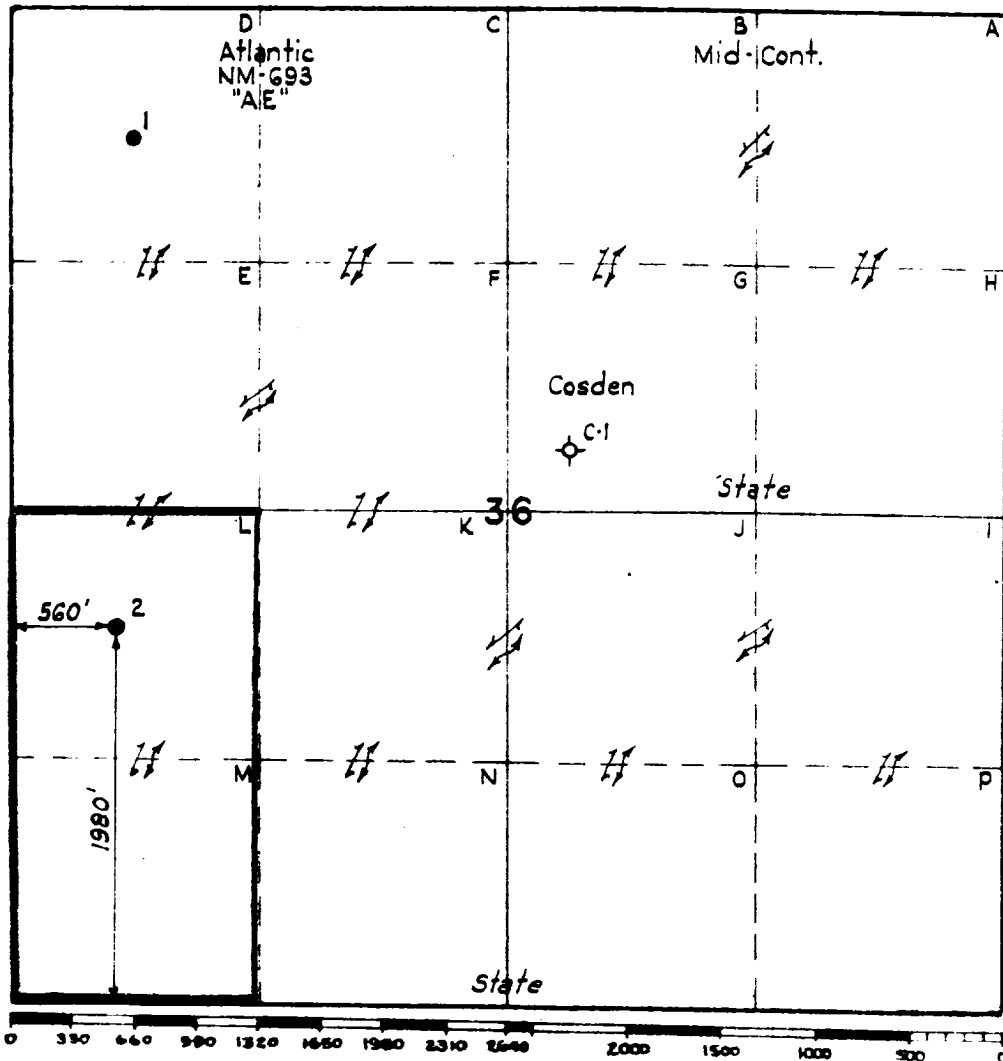 D C B A
Atlantic Mid-Cont.
NM-693
"AE"
1
E F G H
Cosden
C-1
State
L K 36 J I
560' 2
M N O P
1980'
State
0 330 660 990 1320 1650 1980 2310 2640 2000 1500 1000 500 0